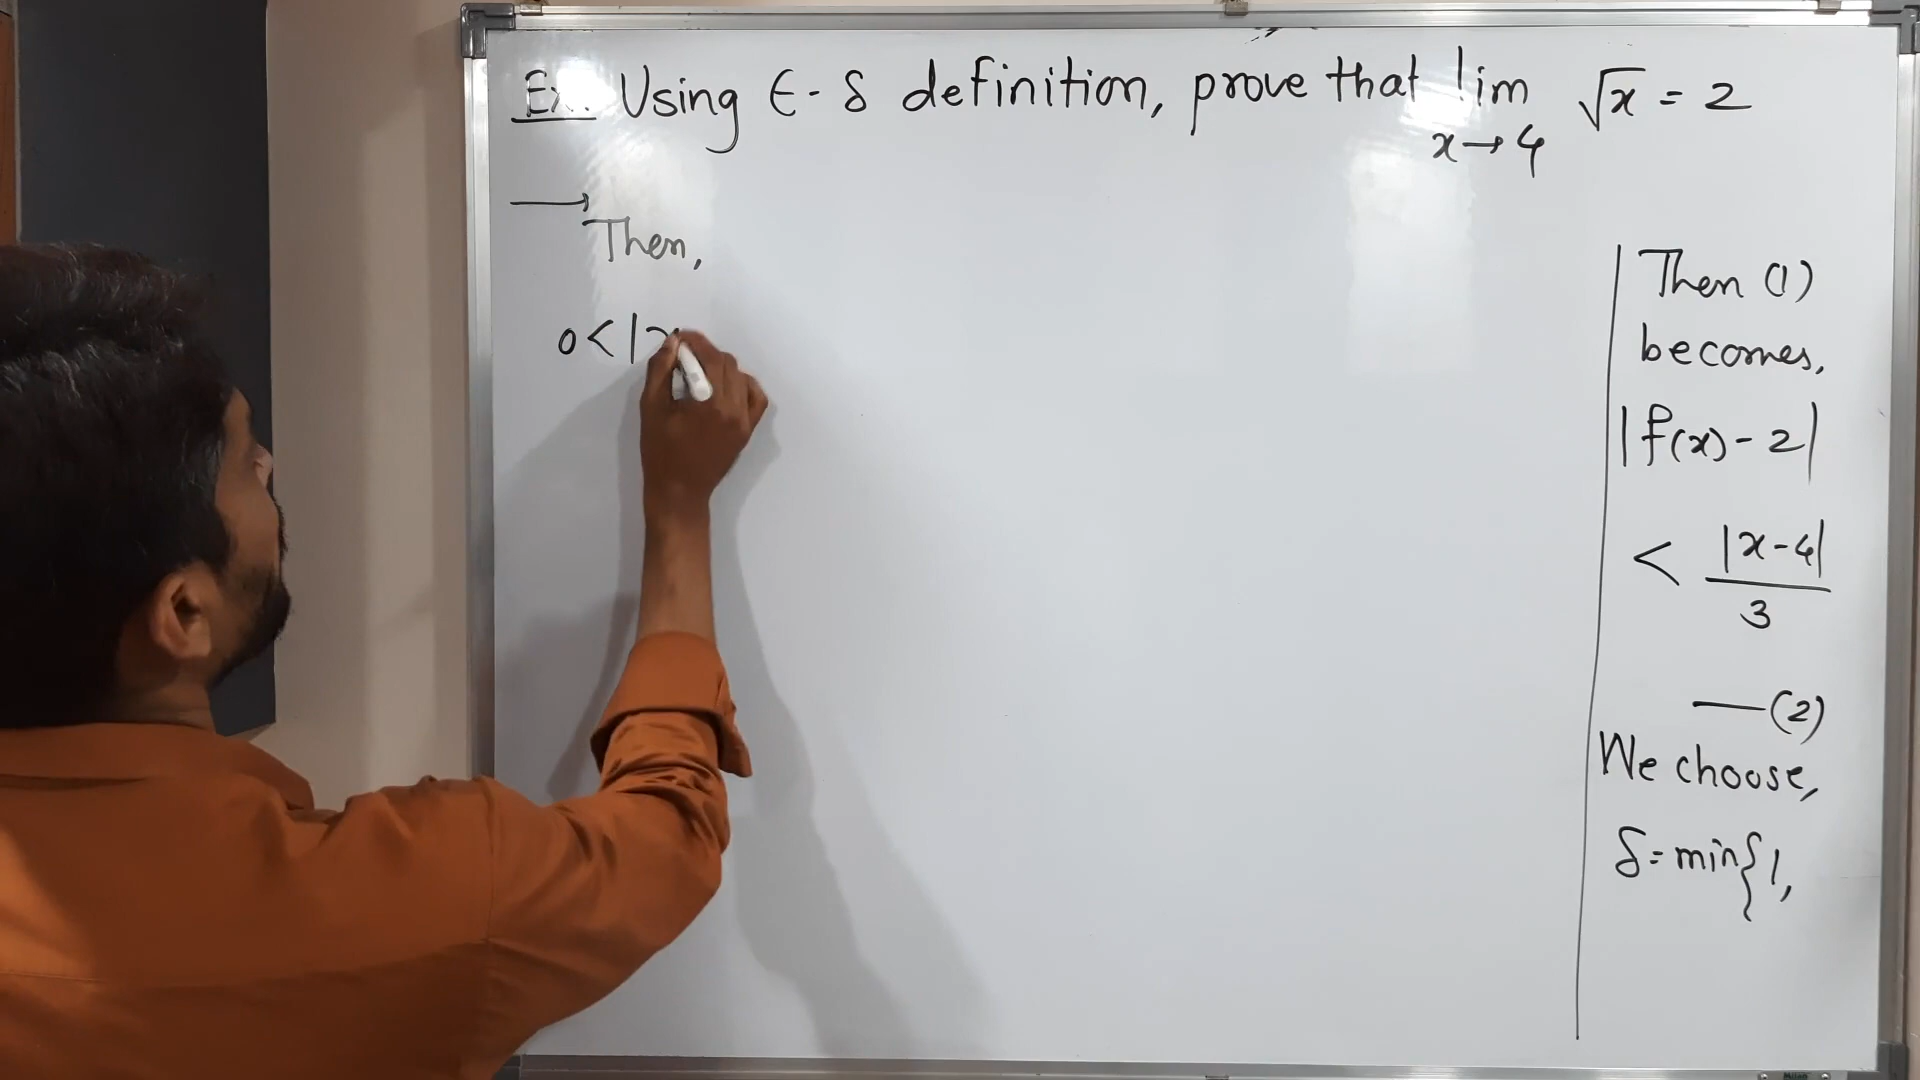 Ex. Using ϵ-δ definition, prove that lim √x = 2
x→4
→
Then,
0<|x
Then (1)
becomes,
|f(x)-2|
< |x-4|
3
—(2)
We choose,
δ=min{1,